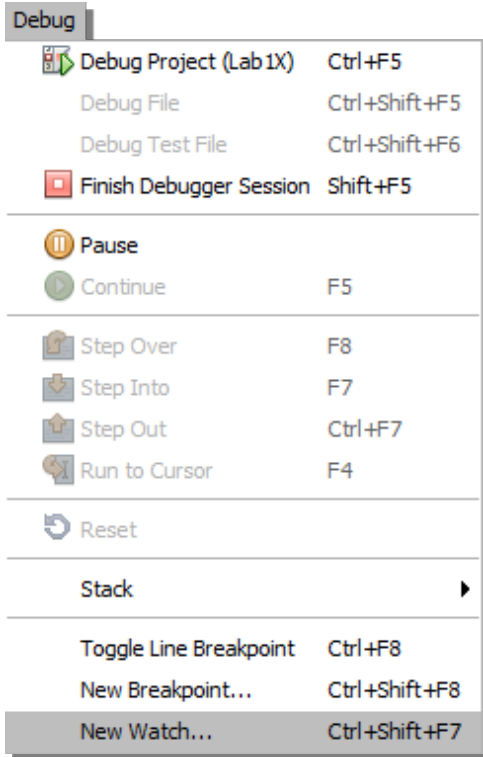 Debug
Debug Project (Lab1X) Ctrl+F5
Debug File Ctrl+Shift+F5
Debug Test File Ctrl+Shift+F6
Finish Debugger Session Shift+F5
Pause
Continue F5
Step Over F8
Step Into F7
Step Out Ctrl+F7
Run to Cursor F4
Reset
Stack
Toggle Line Breakpoint Ctrl+F8
New Breakpoint... Ctrl+Shift+F8
New Watch... Ctrl+Shift+F7